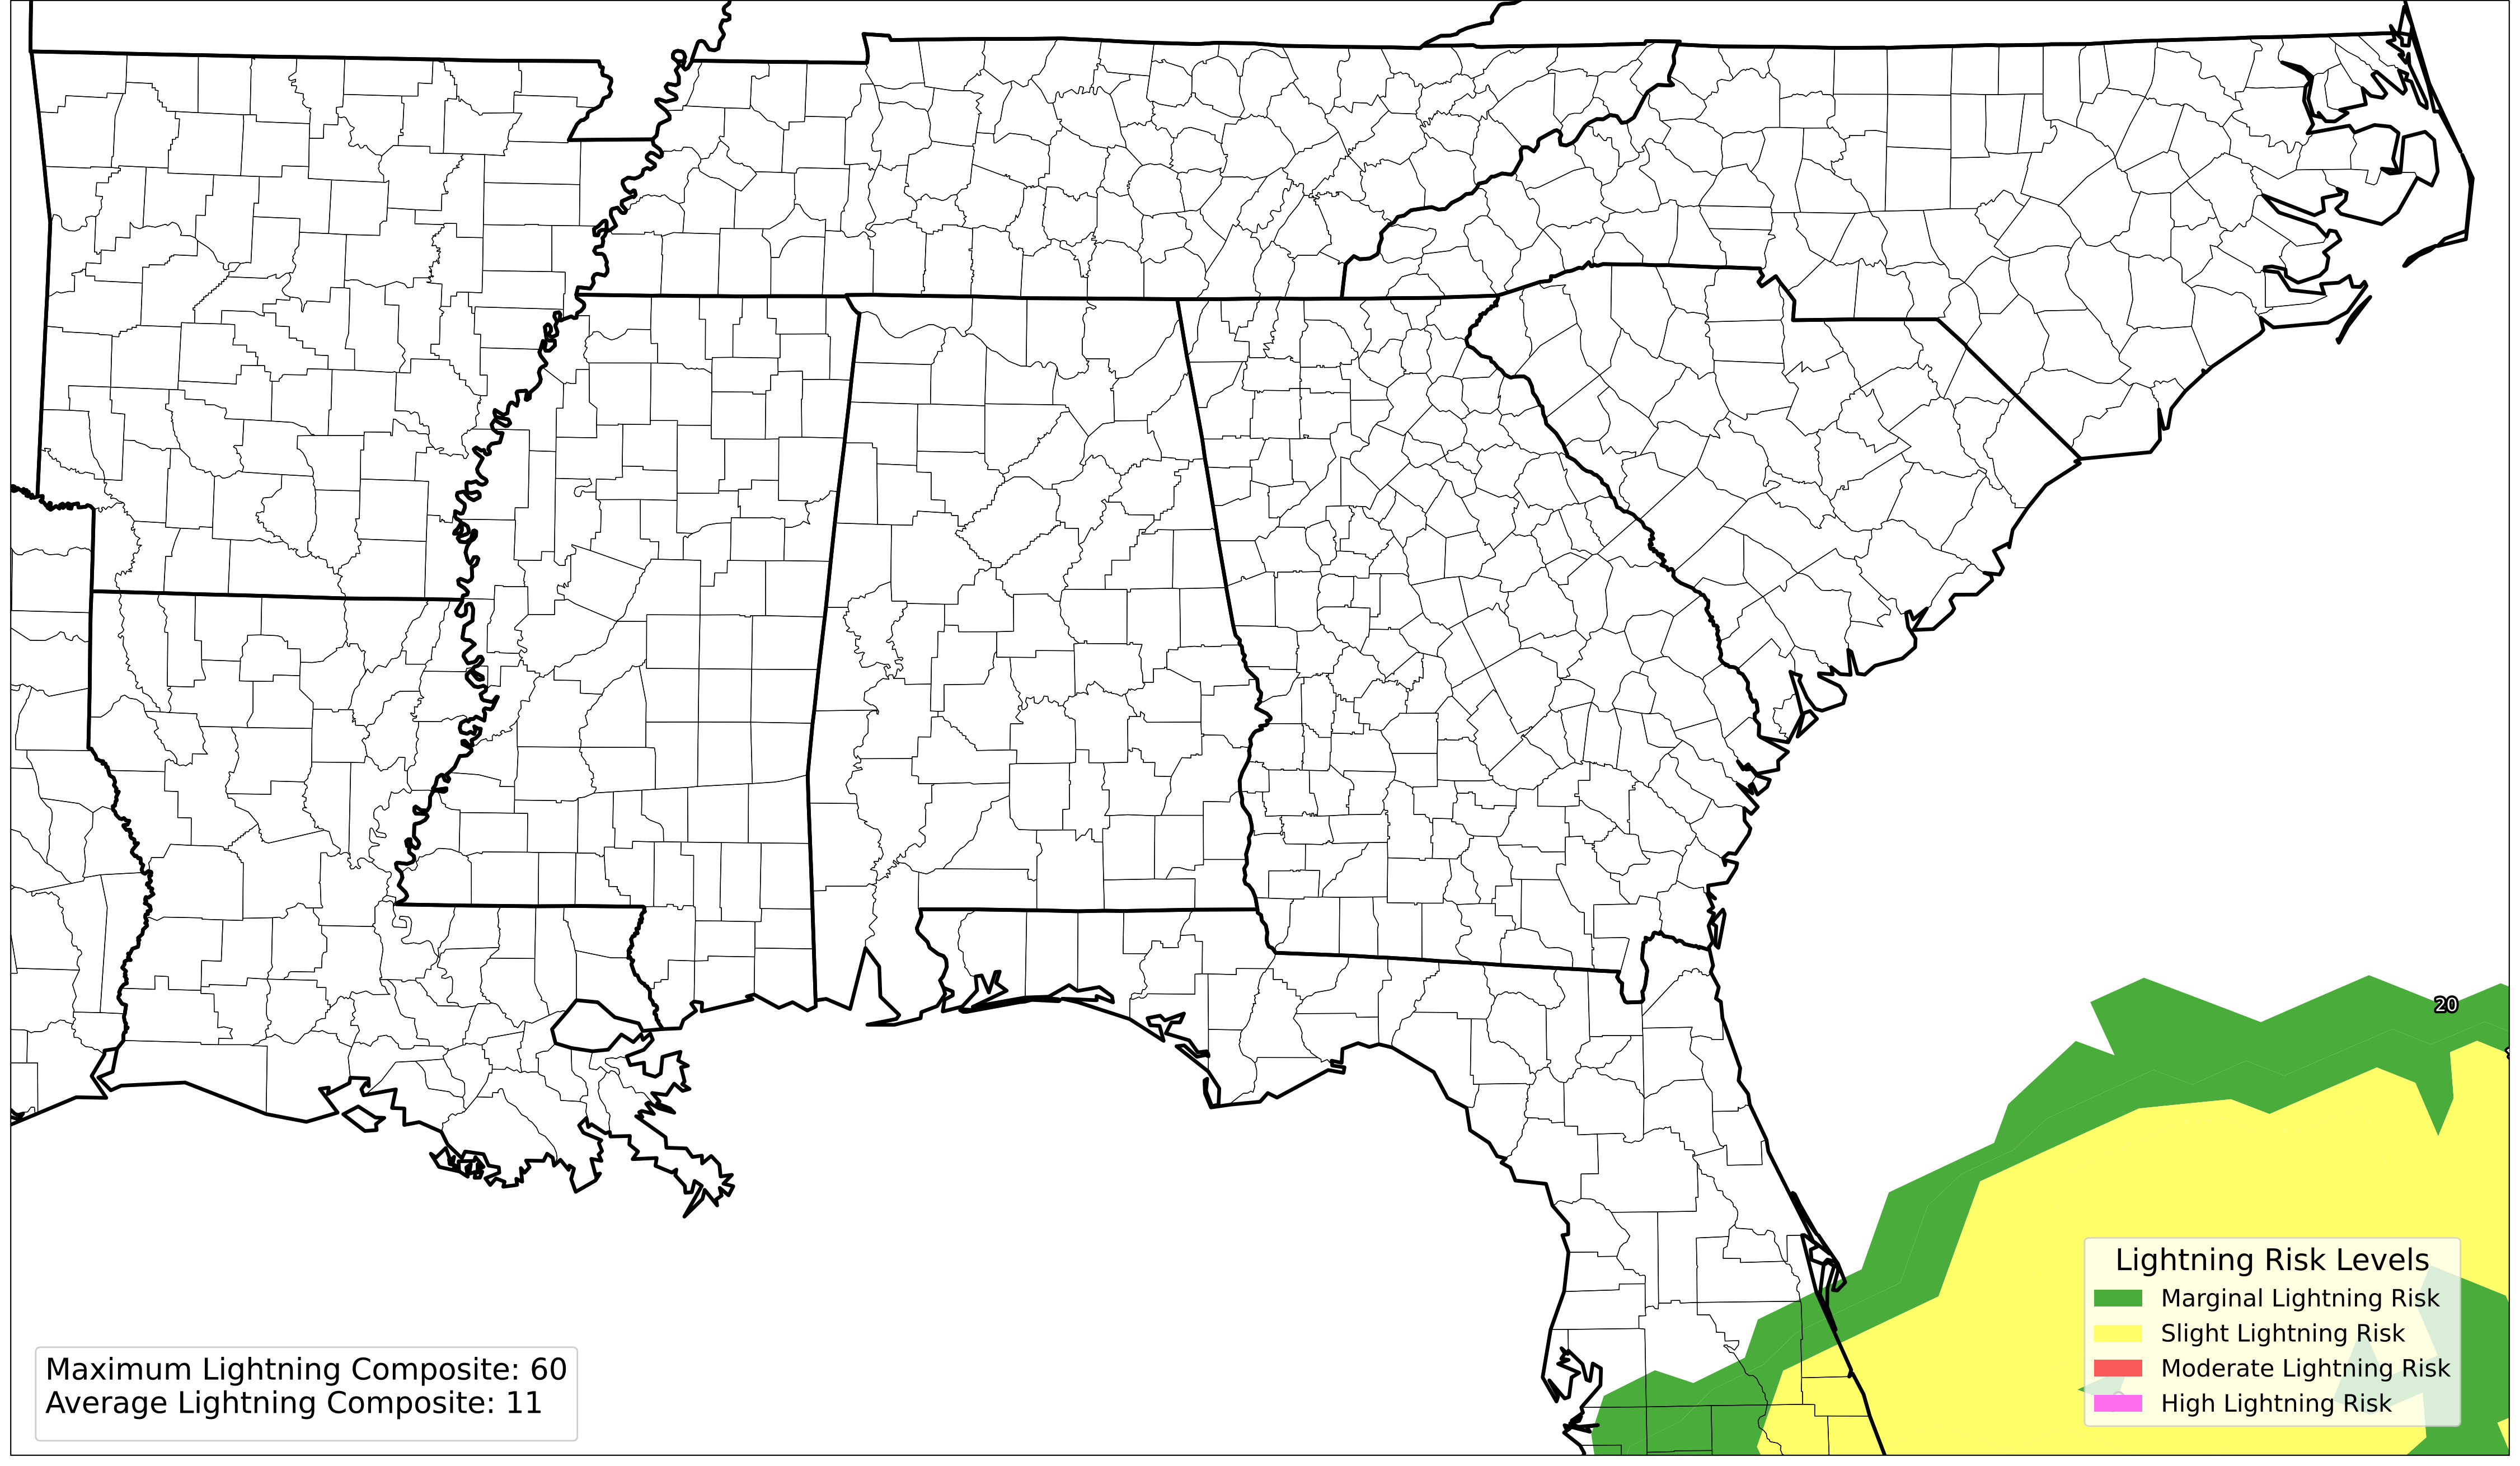 20
Lightning Risk Levels
Marginal Lightning Risk
Slight Lightning Risk
Moderate Lightning Risk
High Lightning Risk
Maximum Lightning Composite: 60
Average Lightning Composite: 11